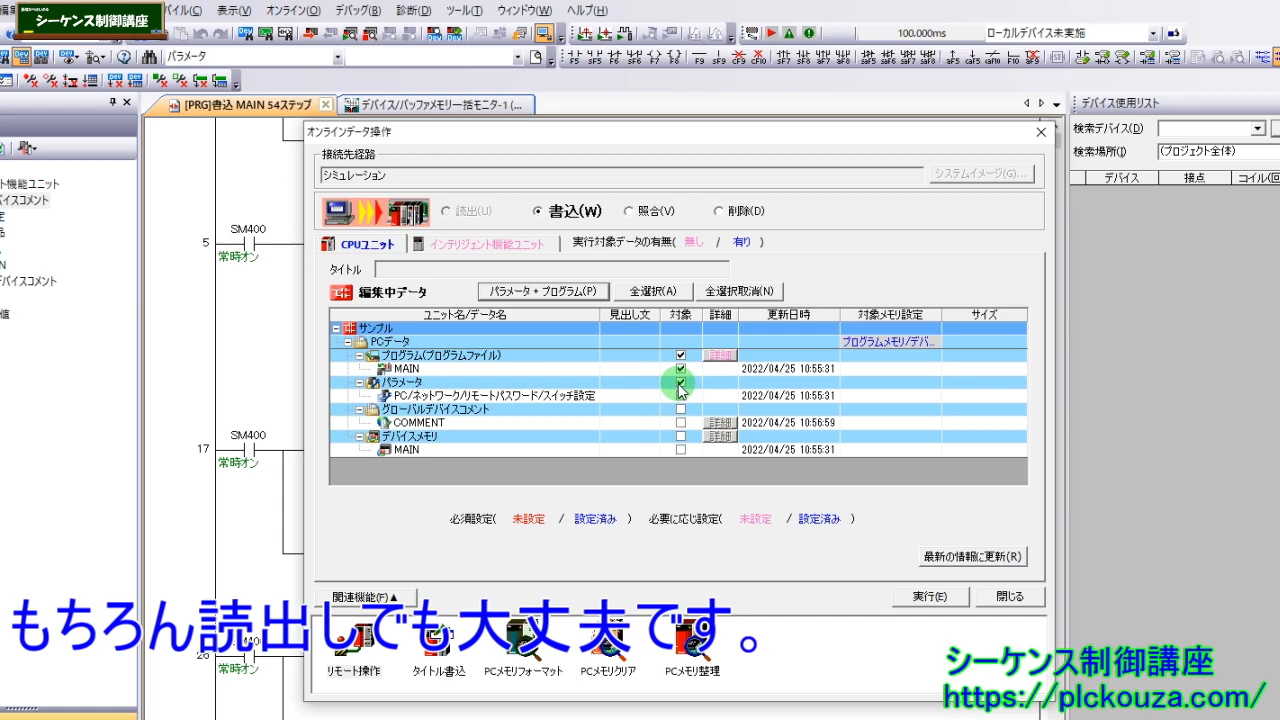 シーケンス制御講座
表示(V) オンライン(O) デバッグ(B) 診断(D) ツール(T) ウィンドウ(W) ヘルプ(H)
100.000ms
ローカルデバイス未実施
パラメータ
[PRG]書込 MAIN 54ステップ
デバイス/バッファメモリ一括モニタ-1 (...
デバイス使用リスト
検索デバイス(D)
検索場所(J)
(プロジェクト全体)
デバイス 接点 コイル(回
ト機能ユニット
バイスコメント
定
デバイスコメント
値
SM400
5
常時オン
SM400
17
常時オン
常時オン
オンラインデータ操作
接続先経路
シミュレーション
システムイメージ(G)...
読出(U) 書込(W) 照合(V) 削除(D)
CPUユニット
インテリジェント機能ユニット
実行対象データの有無( 無し / 有り )
タイトル
編集中データ
パラメータ + プログラム(P)
全選択(A)
全選択取消(N)
ユニット名/データ名 見出し文 対象 詳細 更新日時 対象メモリ設定 サイズ
サンプル
PCデータ プログラムメモリ/デバ...
プログラム(プログラムファイル) 詳細
MAIN 2022/04/25 10:55:31
パラメータ
PC/ネットワーク/リモートパスワード/スイッチ設定 2022/04/25 10:55:31
グローバルデバイスコメント
COMMENT 詳細 2022/04/25 10:56:59
デバイスメモリ 詳細
MAIN 2022/04/25 10:55:31
必須設定( 未設定 / 設定済み ) 必要に応じ設定( 未設定 / 設定済み )
最新の情報に更新(R)
関連機能(F)▲
実行(E)
閉じる
もちろん読出しでも大丈夫です。
リモート操作 タイトル書込 PCメモリクリア PCメモリ整理
シーケンス制御講座
https://plckouza.com/